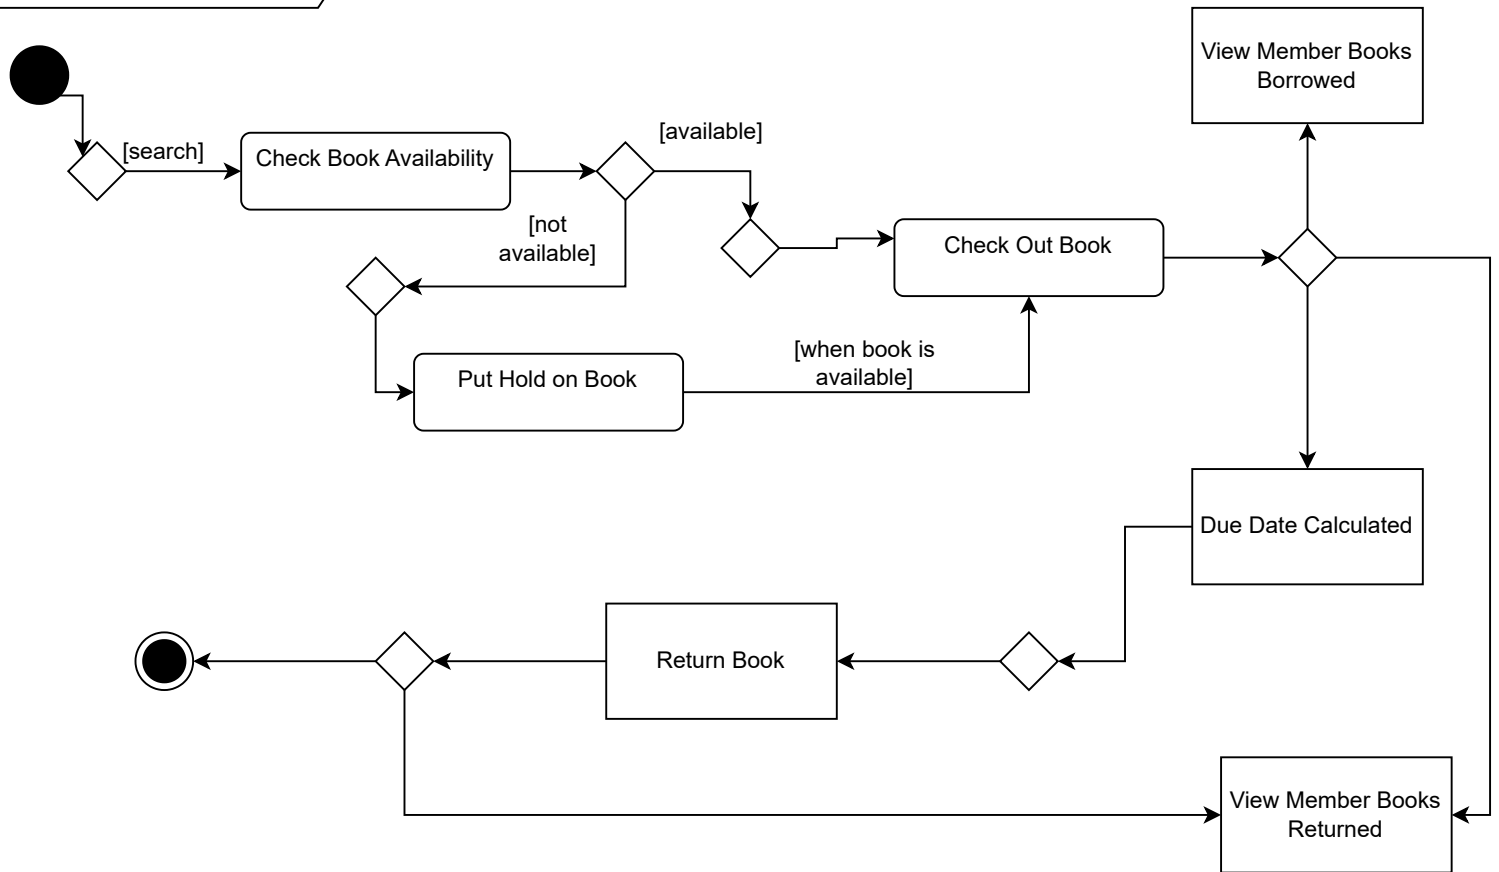 View Member Books
Borrowed
[available]
[search]
Check Book Availability
[not
available]
Check Out Book
[when book is
available]
Put Hold on Book
Due Date Calculated
Return Book
View Member Books
Returned